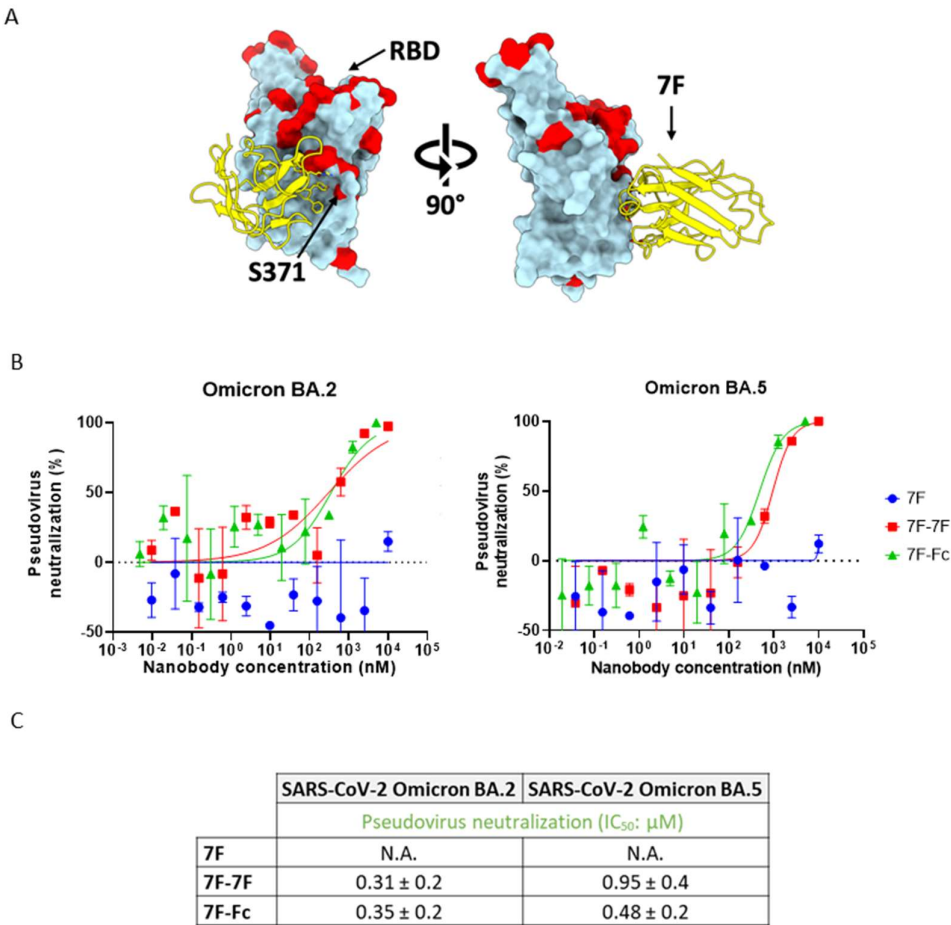 A
RBD
7F
90°
S371
B
Omicron BA.2
Omicron BA.5
Pseudovirus
neutralization (%)
100
50
0
-50
10-3 10-2 10-1 100 101 102 103 104 105
Nanobody concentration (nM)
Pseudovirus
neutralization (%)
100
50
0
-50
10-2 10-1 100 101 102 103 104 105
Nanobody concentration (nM)
7F
7F-7F
7F-Fc
C
SARS-CoV-2 Omicron BA.2 SARS-CoV-2 Omicron BA.5
Pseudovirus neutralization (IC50: µM)
7F N.A. N.A.
7F-7F 0.31 ± 0.2 0.95 ± 0.4
7F-Fc 0.35 ± 0.2 0.48 ± 0.2